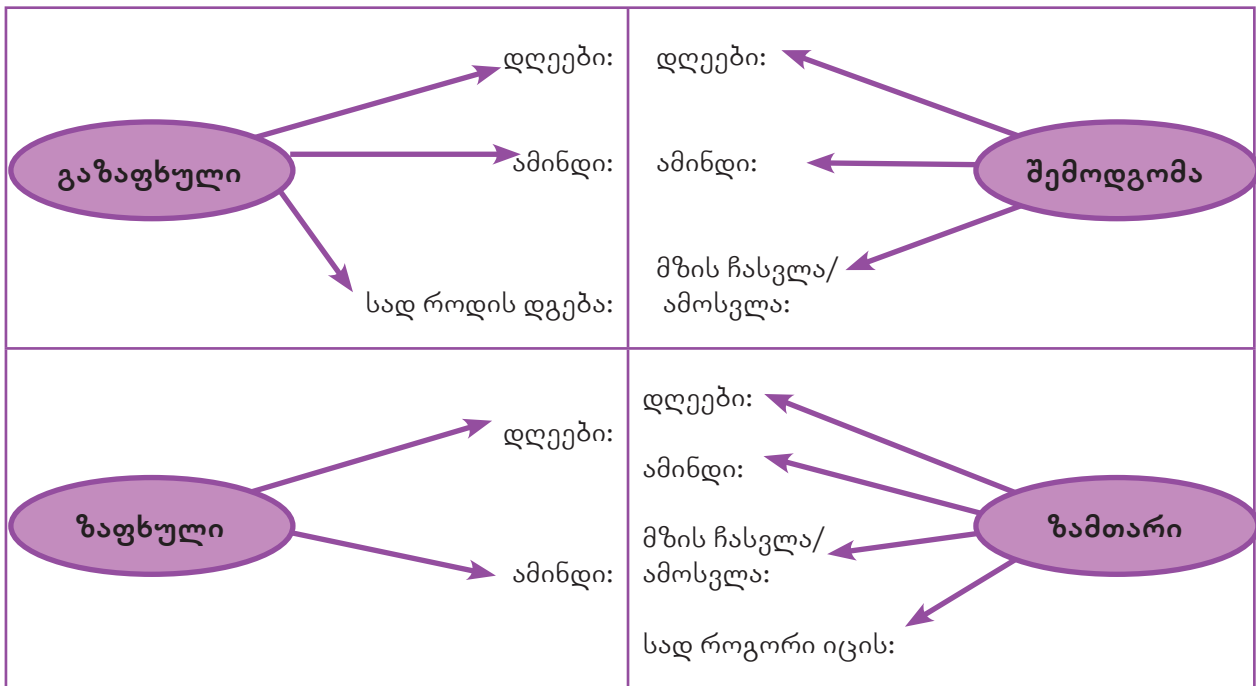 გაზაფხული
დღეები:
ამინდი:
სად როდის დგება:
შემოდგომა
დღეები:
ამინდი:
მზის ჩასვლა/
ამოსვლა:
ზაფხული
დღეები:
ამინდი:
ზამთარი
დღეები:
ამინდი:
მზის ჩასვლა/
ამოსვლა:
სად როგორი იცის: